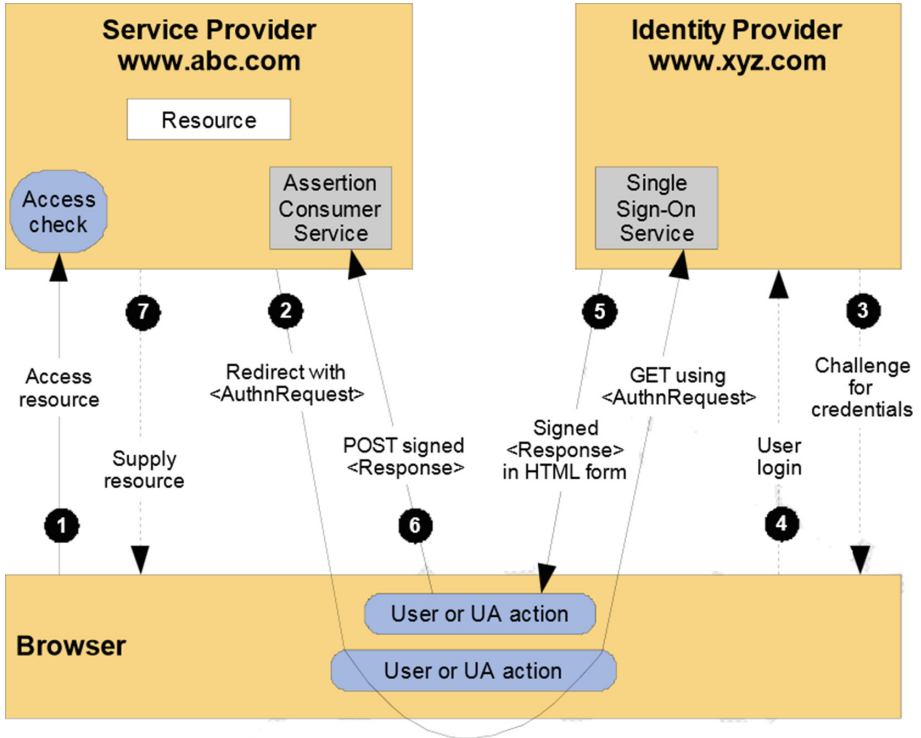 Service Provider
www.abc.com
Resource
Access
check
Assertion
Consumer
Service
Identity Provider
www.xyz.com
Single
Sign-On
Service
7
2
5
3
Access
resource
Redirect with
<AuthnRequest>
GET using
<AuthnRequest>
Challenge
for
credentials
Supply
resource
POST signed
<Response>
Signed
<Response>
in HTML form
User
login
1
6
4
Browser
User or UA action
User or UA action